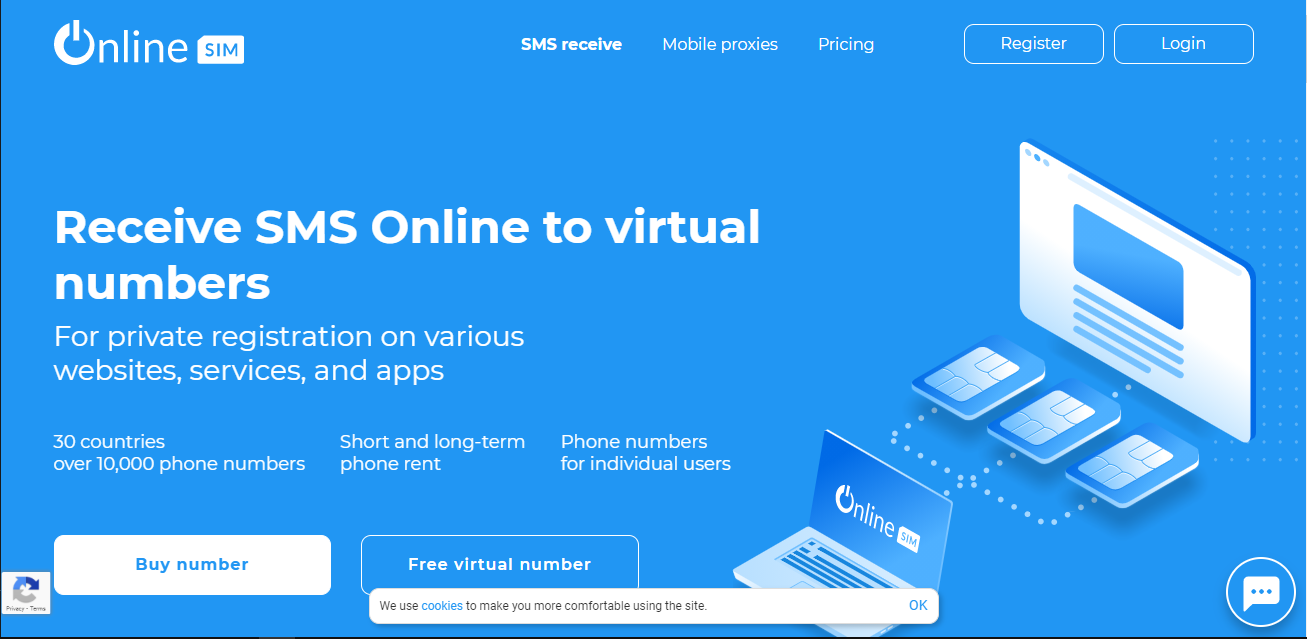 Online SIM
SMS receive
Mobile proxies
Pricing
Register
Login
Receive SMS Online to virtual
numbers
For private registration on various
websites, services, and apps
30 countries
over 10,000 phone numbers
Short and long-term
phone rent
Phone numbers
for individual users
Online SIM
Buy number
Free virtual number
Privacy - Terms
We use cookies to make you more comfortable using the site.
OK